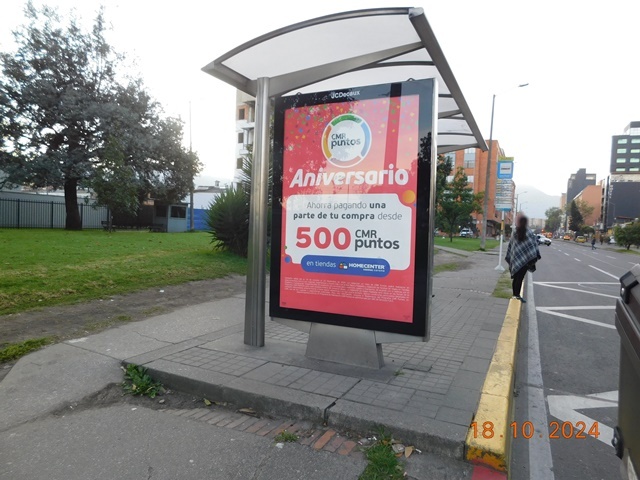 JCDecaux
CMR
puntos
Aniversario
Ahorra pagando una
parte de tu compra desde
500 CMR
puntos
en tiendas HOMECENTER
18 10 2024